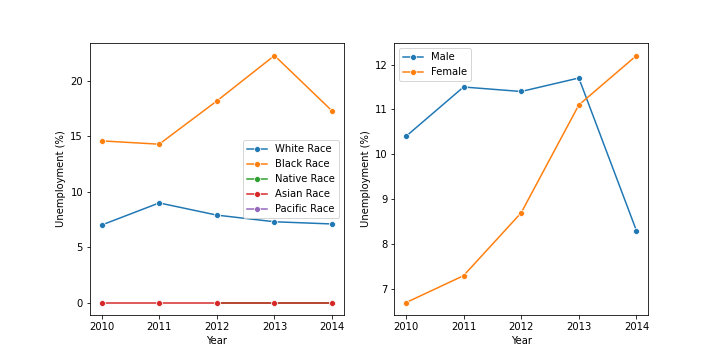 Unemployment (%)
20
15
10
5
0
White Race
Black Race
Native Race
Asian Race
Pacific Race
2010 2011 2012 2013 2014
Year
Unemployment (%)
12
11
10
9
8
7
Male
Female
2010 2011 2012 2013 2014
Year